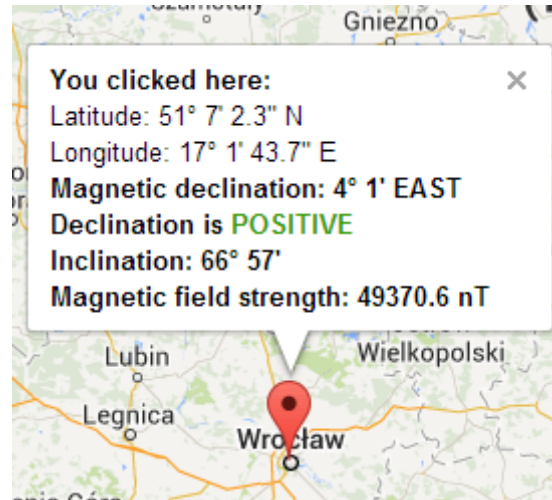 Szamotuły
Gniezno
You clicked here:
Latitude: 51° 7' 2.3" N
Longitude: 17° 1' 43.7" E
Magnetic declination: 4° 1' EAST
Declination is POSITIVE
Inclination: 66° 57'
Magnetic field strength: 49370.6 nT
Wielkopolski
Lubin
Legnica
Wrocław